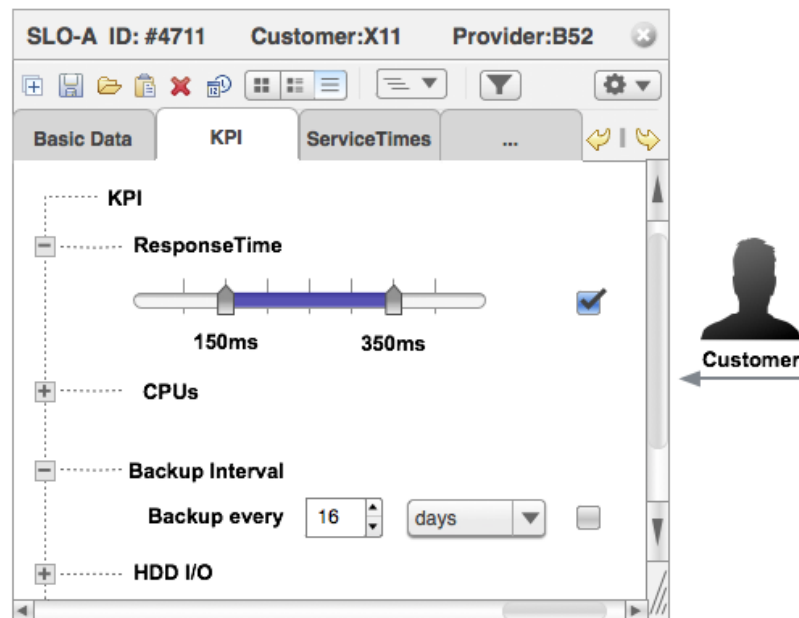 SLO-A ID: #4711 Customer:X11 Provider:B52
12
Basic Data KPI ServiceTimes ...
KPI
ResponseTime
150ms 350ms
Customer
CPUs
Backup Interval
Backup every 16 days
HDD I/O